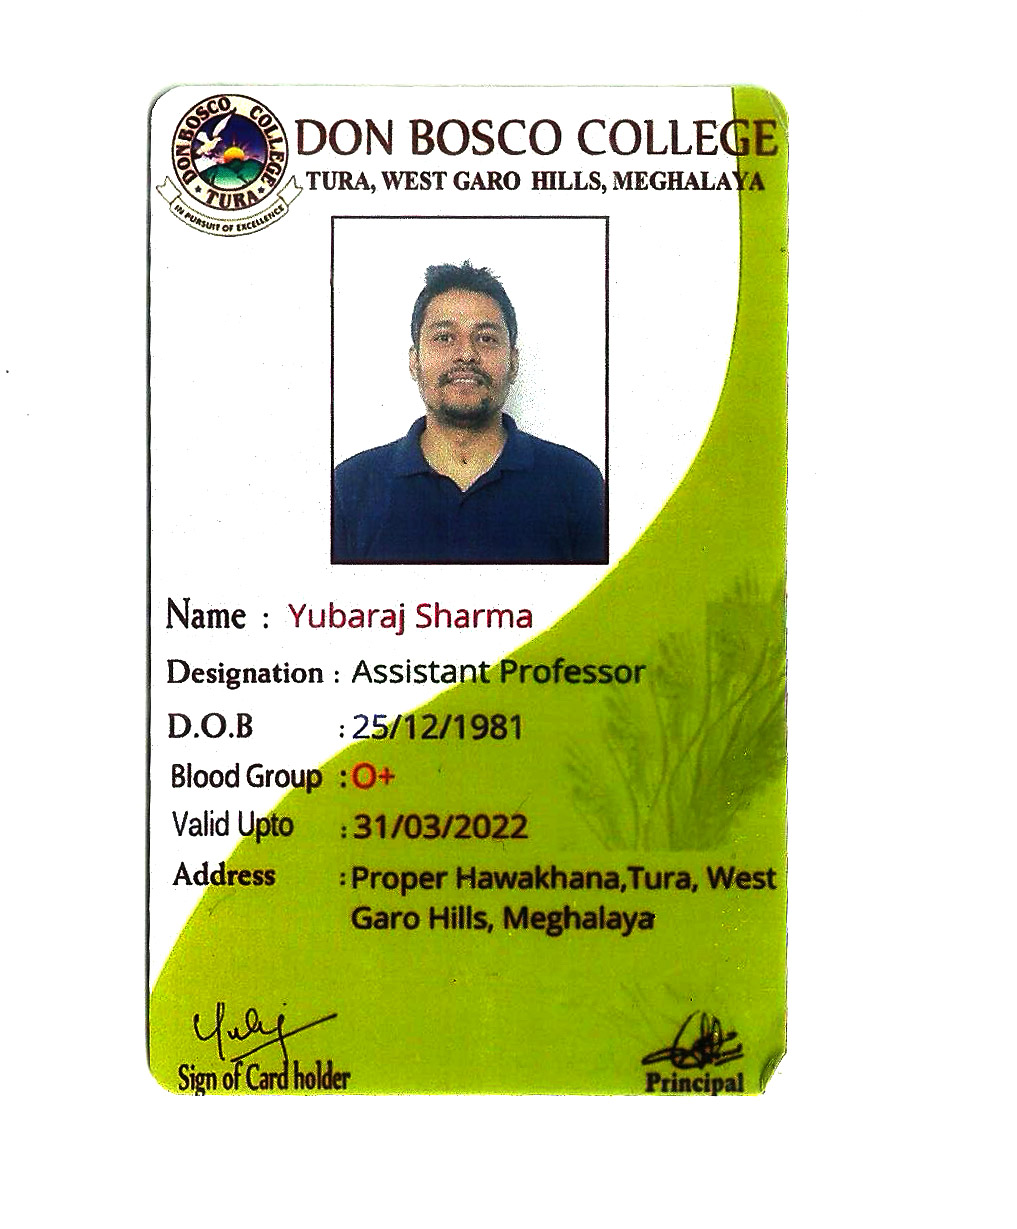 DON BOSCO COLLEGE
TURA, WEST GARO HILLS, MEGHALAYA
DON BOSCO COLLEGE
TURA
IN PURSUIT OF EXCELLENCE
Name : Yubaraj Sharma
Designation : Assistant Professor
D.O.B : 25/12/1981
Blood Group : O+
Valid Upto : 31/03/2022
Address : Proper Hawakhana,Tura, West
Garo Hills, Meghalaya
Sign of Card holder
Principal